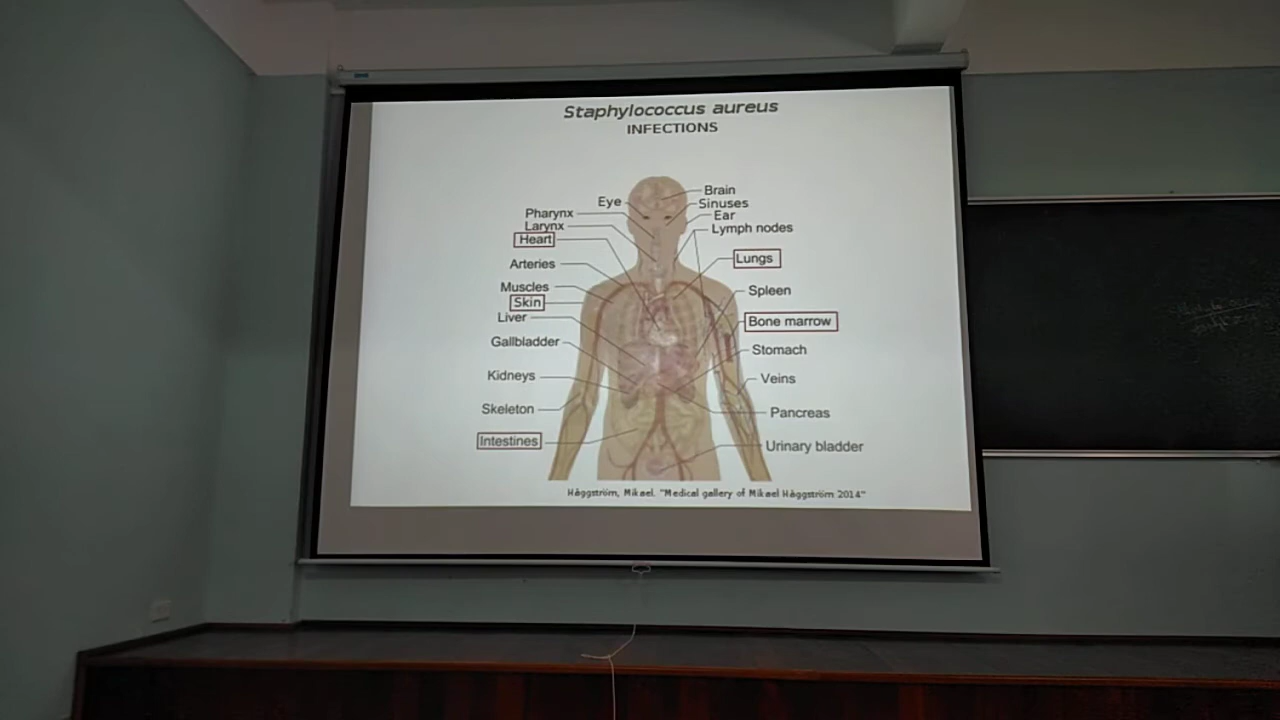 Staphylococcus aureus
INFECTIONS
Brain
Eye
Sinuses
Pharynx
Ear
Larynx
Lymph nodes
Heart
Lungs
Arteries
Muscles
Spleen
Skin
Liver
Bone marrow
Gallbladder
Stomach
Kidneys
Veins
Skeleton
Pancreas
Intestines
Urinary bladder
Häggström, Mikael. "Medical gallery of Mikael Häggström 2014"